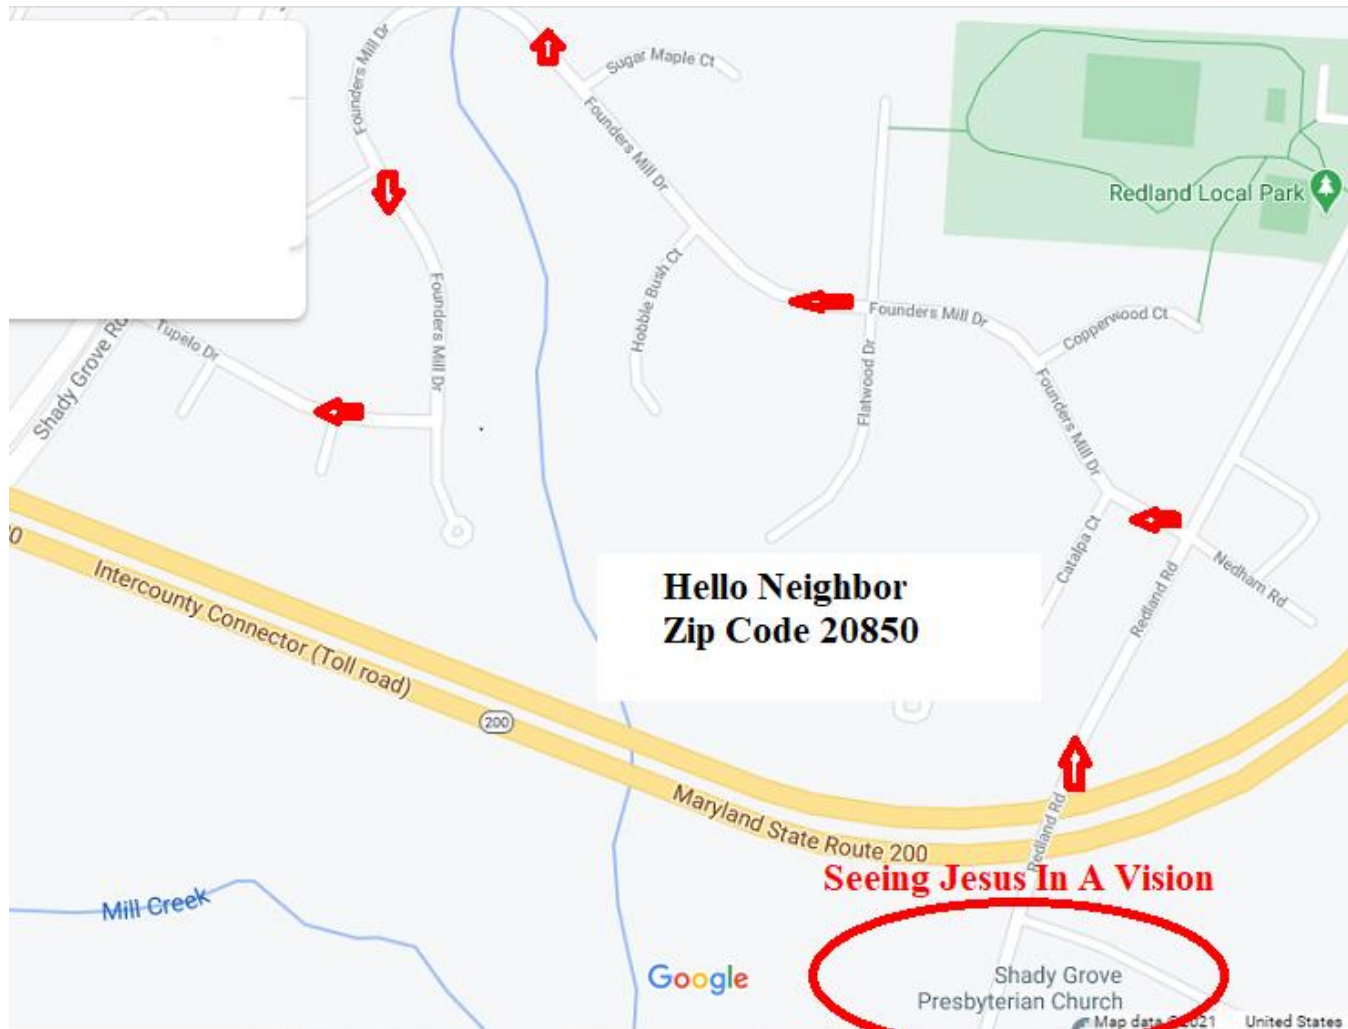 Founders Mill Dr
Sugar Maple Ct
Founders Mill Dr
Redland Local Park
Hobble Bush Ct
Founders Mill Dr
Founders Mill Dr
Copperwood Ct
Tupelo Dr
Shady Grove Rd
Flatwood Dr
Founders Mill Dr
Catalpa Ct
Nedham Rd
Redland Rd
Intercounty Connector (Toll road)
Hello Neighbor
Zip Code 20850
200
Maryland State Route 200
Redland Rd
Seeing Jesus In A Vision
Mill Creek
Google
Shady Grove
Presbyterian Church
Map data ©2021 United States